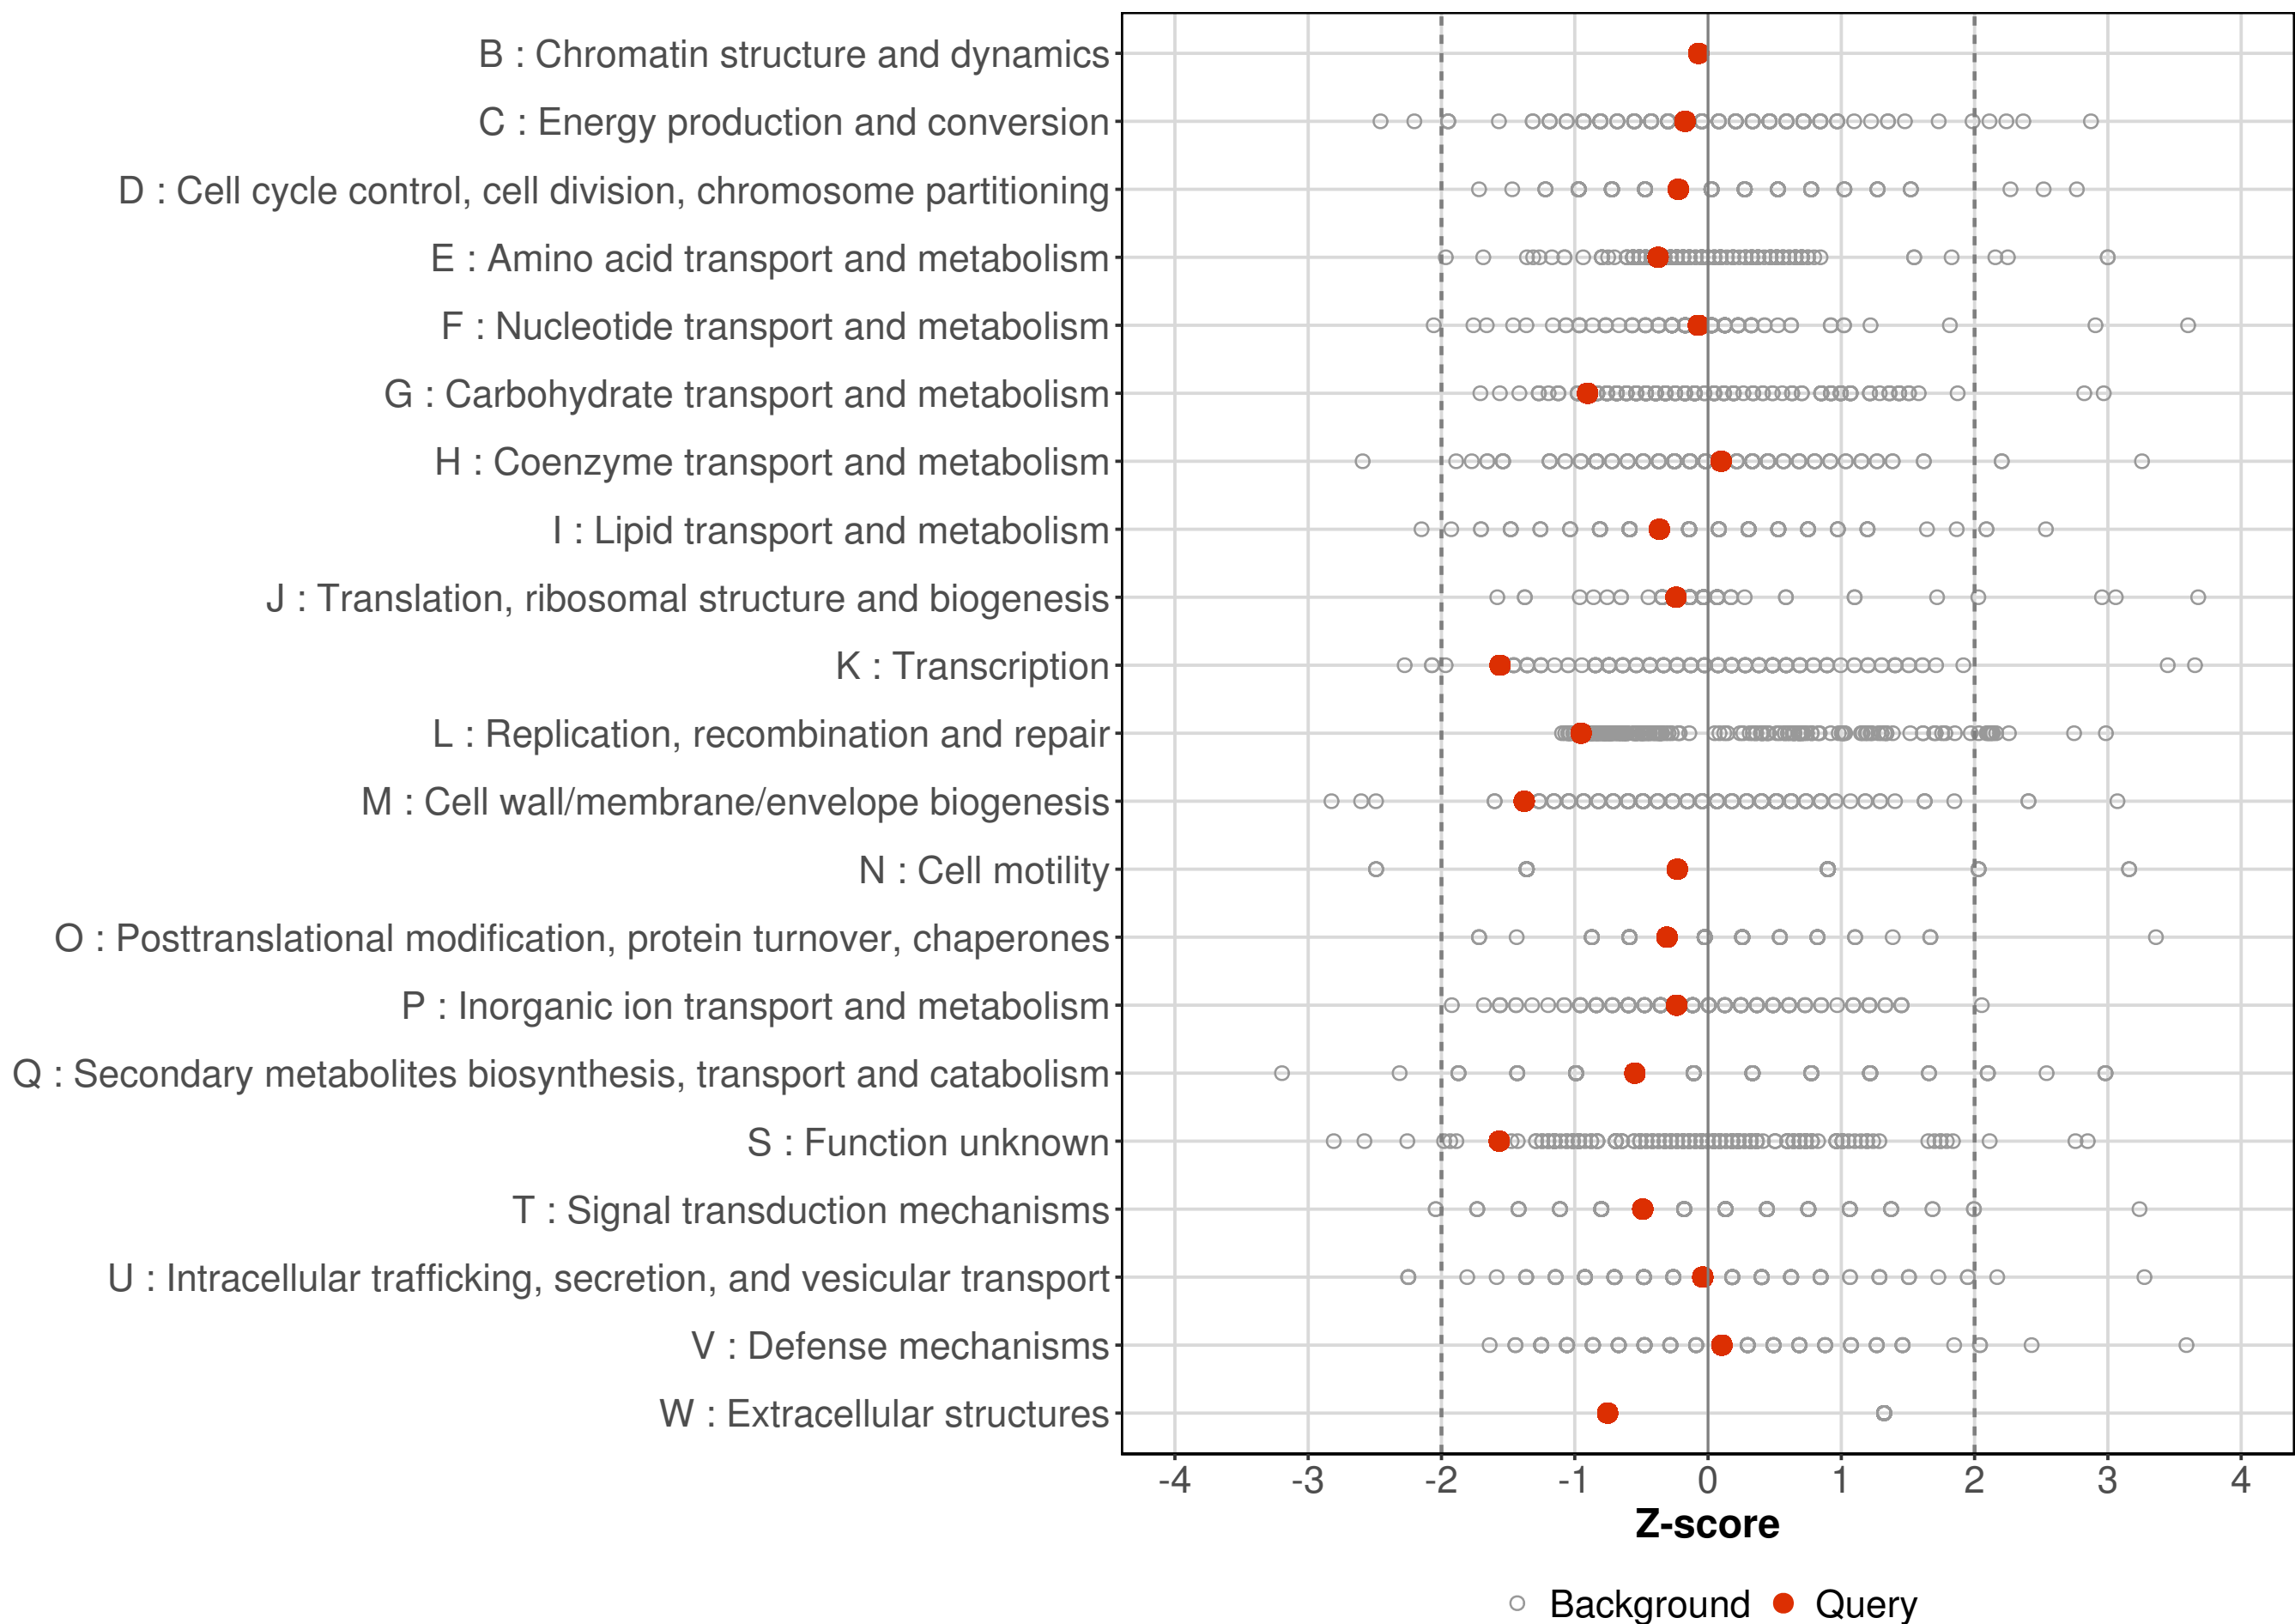 B : Chromatin structure and dynamics
C : Energy production and conversion
D : Cell cycle control, cell division, chromosome partitioning
E : Amino acid transport and metabolism
F : Nucleotide transport and metabolism
G : Carbohydrate transport and metabolism
H : Coenzyme transport and metabolism
I : Lipid transport and metabolism
J : Translation, ribosomal structure and biogenesis
K : Transcription
L : Replication, recombination and repair
M : Cell wall/membrane/envelope biogenesis
N : Cell motility
O : Posttranslational modification, protein turnover, chaperones
P : Inorganic ion transport and metabolism
Q : Secondary metabolites biosynthesis, transport and catabolism
S : Function unknown
T : Signal transduction mechanisms
U : Intracellular trafficking, secretion, and vesicular transport
V : Defense mechanisms
W : Extracellular structures
-4 -3 -2 -1 0 1 2 3 4
Z-score
Background Query